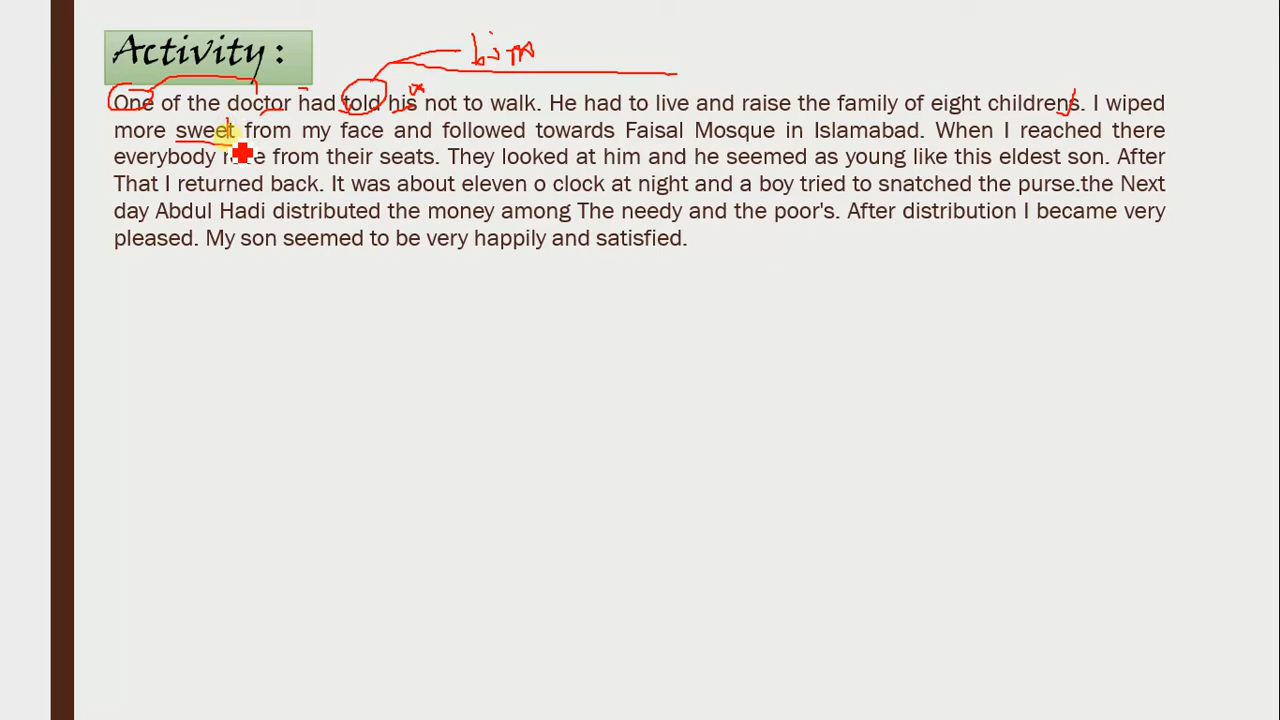 Activity :
him
One of the doctor had told his not to walk. He had to live and raise the family of eight childrens. I wiped
more sweet from my face and followed towards Faisal Mosque in Islamabad. When I reached there
everybody from their seats. They looked at him and he seemed as young like this eldest son. After
That I returned back. It was about eleven o clock at night and a boy tried to snatched the purse.the Next
day Abdul Hadi distributed the money among The needy and the poor's. After distribution I became very
pleased. My son seemed to be very happily and satisfied.